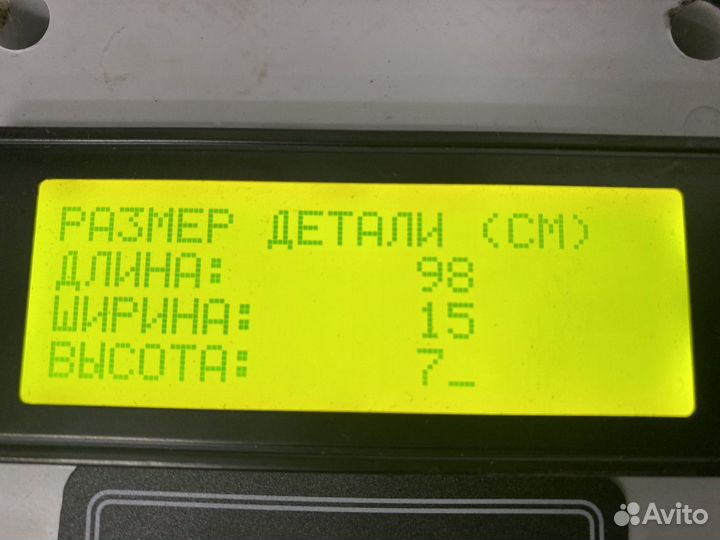 РАЗМЕР ДЕТАЛИ (СМ)
ДЛИНА: 98
ШИРИНА: 15
ВЫСОТА: 7_
Avito